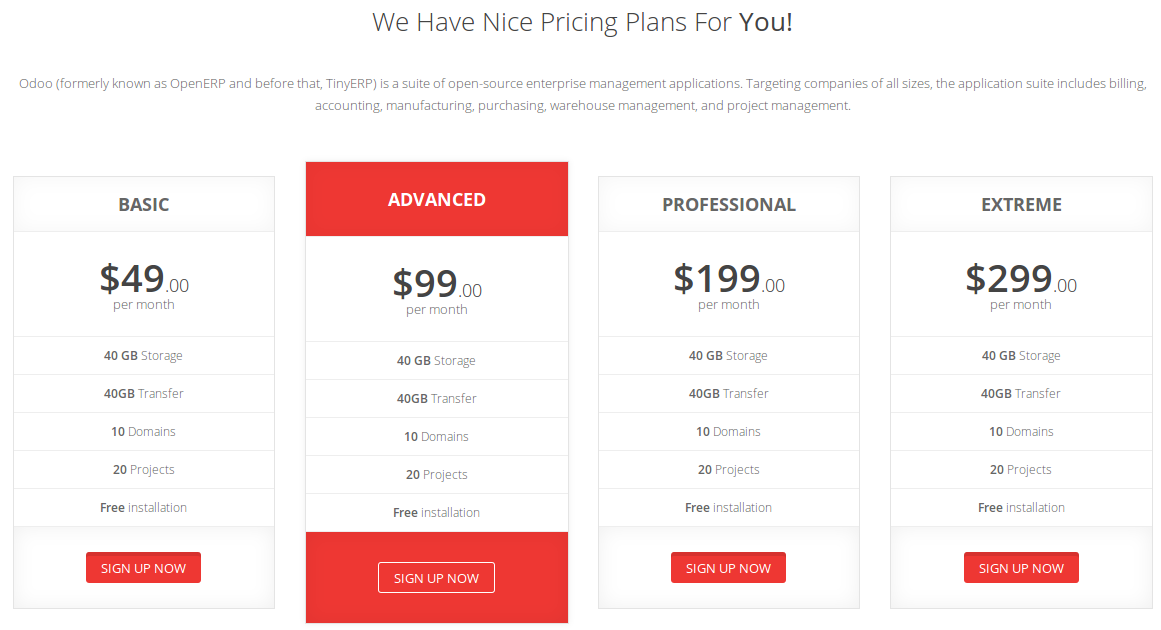 We Have Nice Pricing Plans For You!
Odoo (formerly known as OpenERP and before that, TinyERP) is a suite of open-source enterprise management applications. Targeting companies of all sizes, the application suite includes billing,
accounting, manufacturing, purchasing, warehouse management, and project management.
BASIC
$49.00
per month
40 GB Storage
40GB Transfer
10 Domains
20 Projects
Free installation
SIGN UP NOW
ADVANCED
$99.00
per month
40 GB Storage
40GB Transfer
10 Domains
20 Projects
Free installation
SIGN UP NOW
PROFESSIONAL
$199.00
per month
40 GB Storage
40GB Transfer
10 Domains
20 Projects
Free installation
SIGN UP NOW
EXTREME
$299.00
per month
40 GB Storage
40GB Transfer
10 Domains
20 Projects
Free installation
SIGN UP NOW